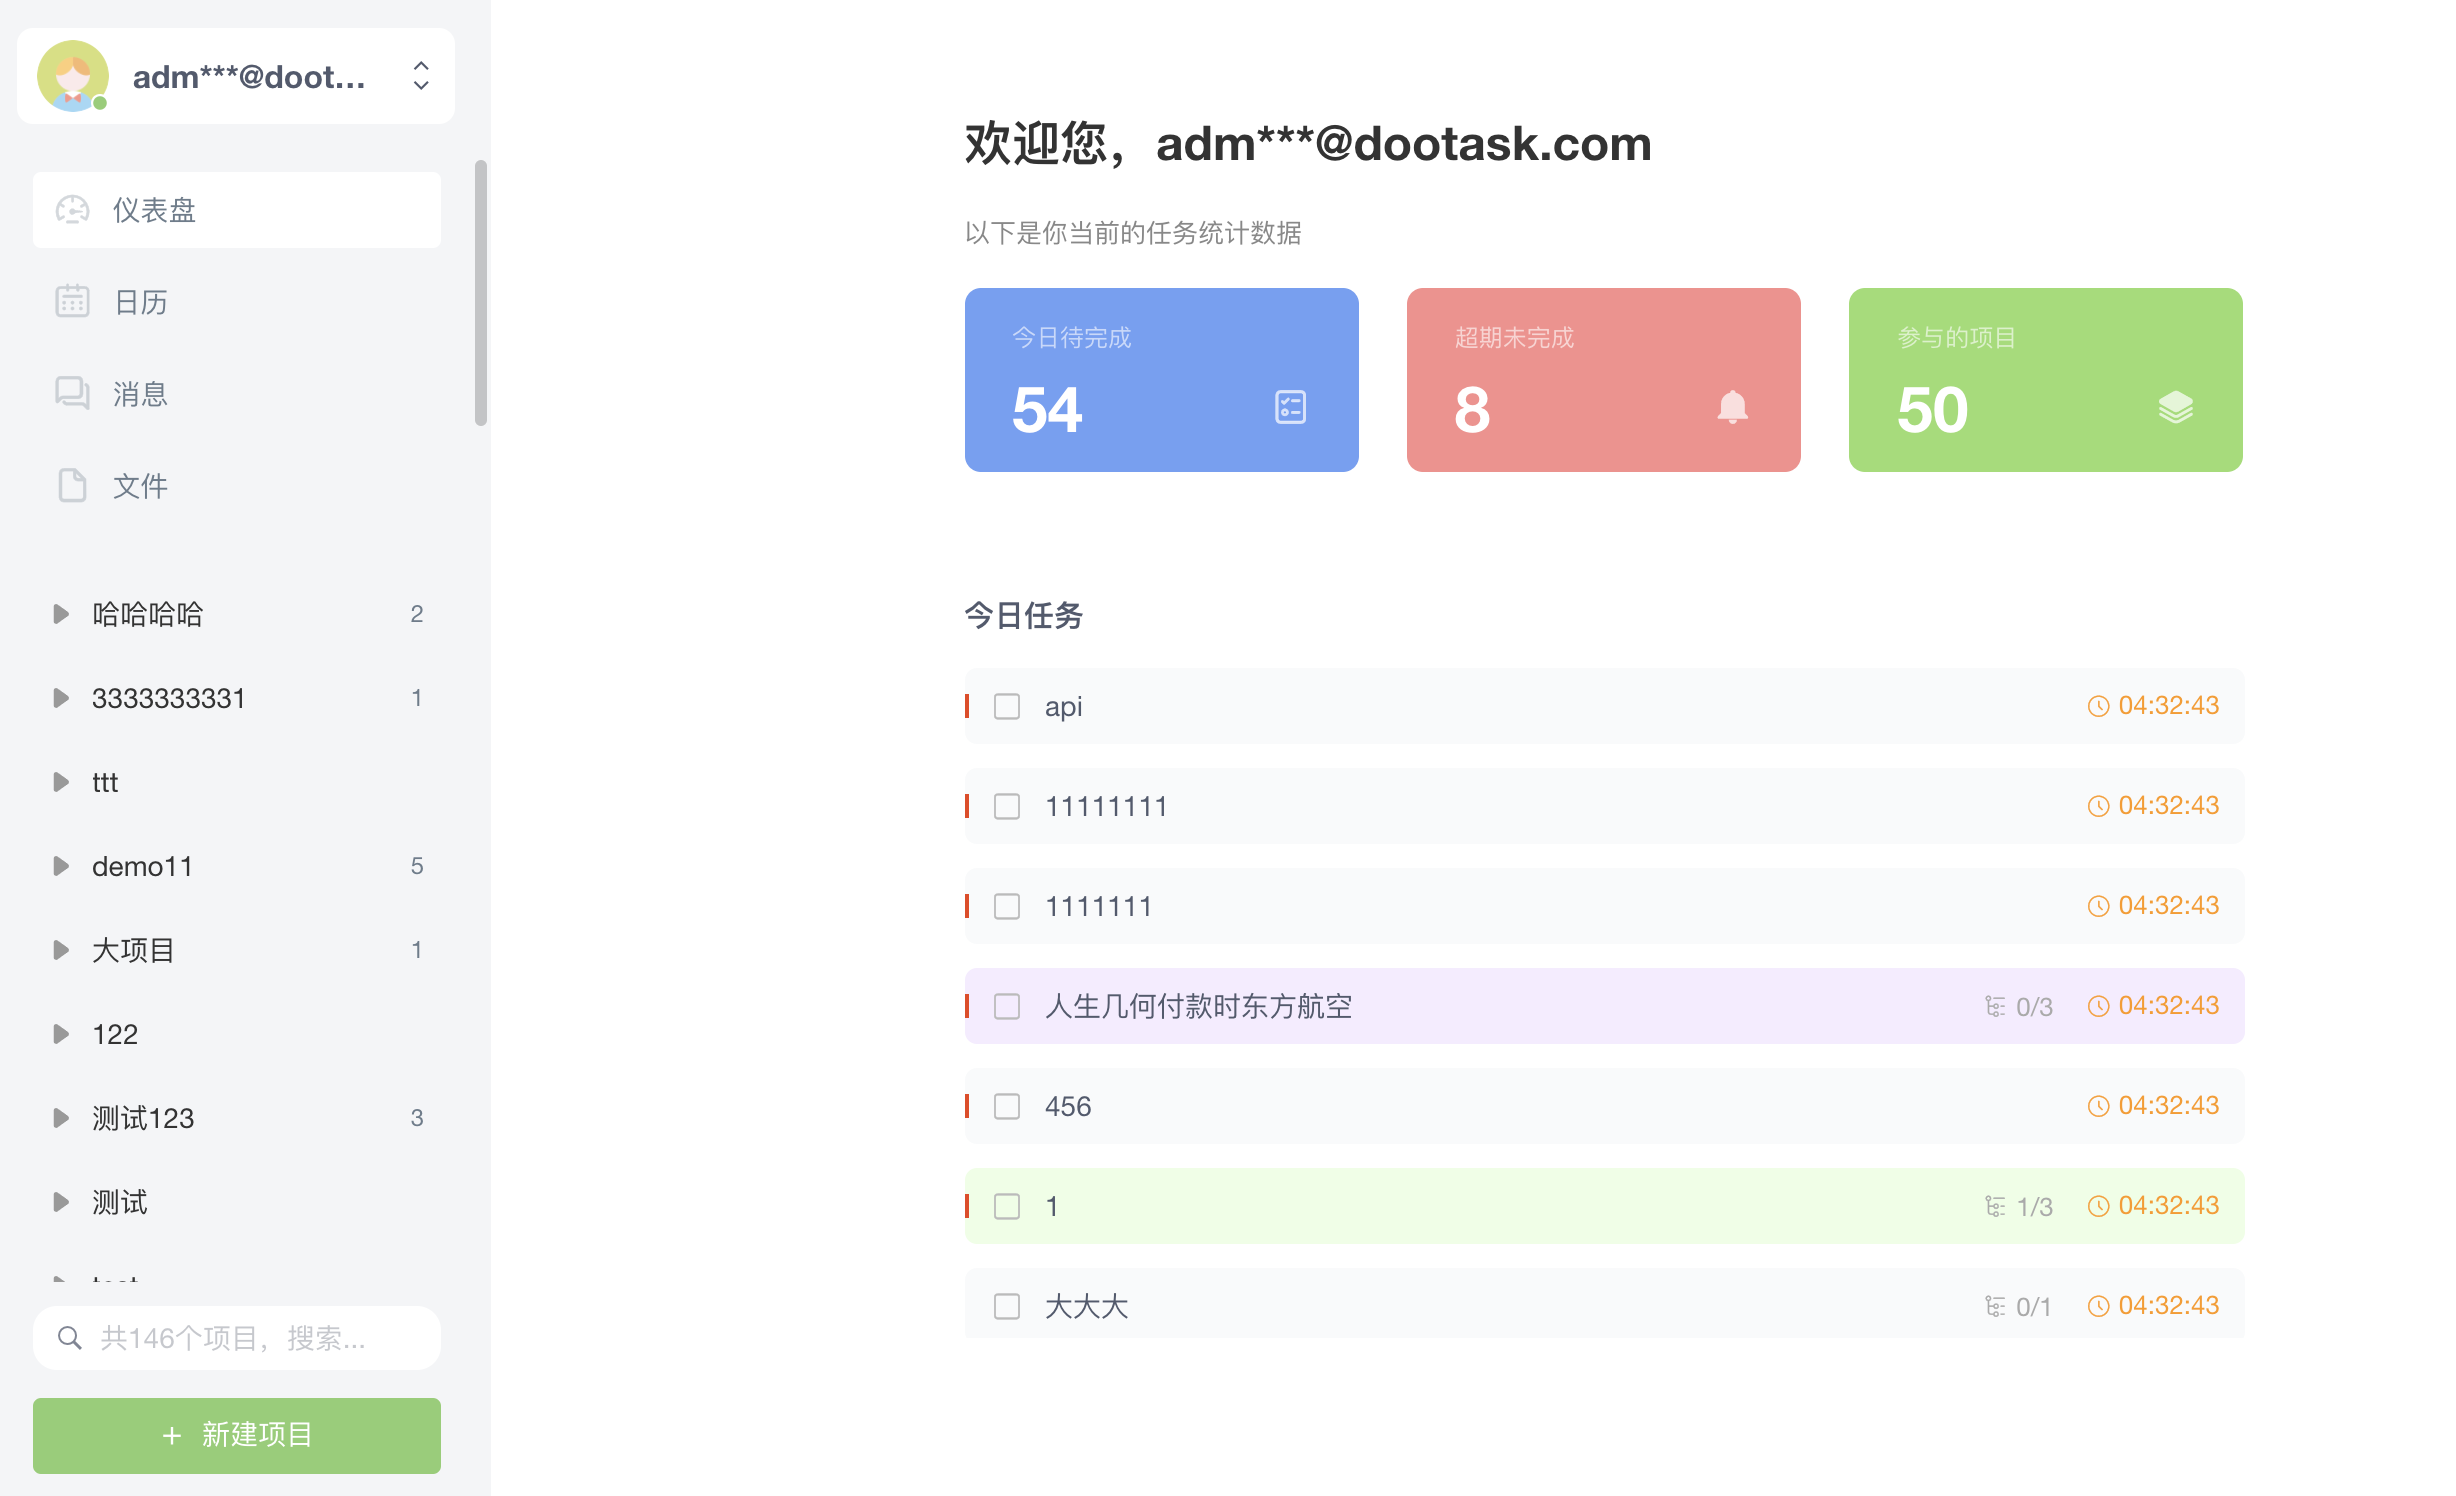 adm***@doot...
仪表盘
日历
消息
文件
哈哈哈哈 2
3333333331 1
ttt
demo11 5
大项目 1
122
测试123 3
测试
共146个项目，搜索...
+ 新建项目
欢迎您，adm***@dootask.com
以下是你当前的任务统计数据
今日待完成
54
超期未完成
8
参与的项目
50
今日任务
api 04:32:43
11111111 04:32:43
1111111 04:32:43
人生几何付款时东方航空 0/3 04:32:43
456 04:32:43
1 1/3 04:32:43
大大大 0/1 04:32:43